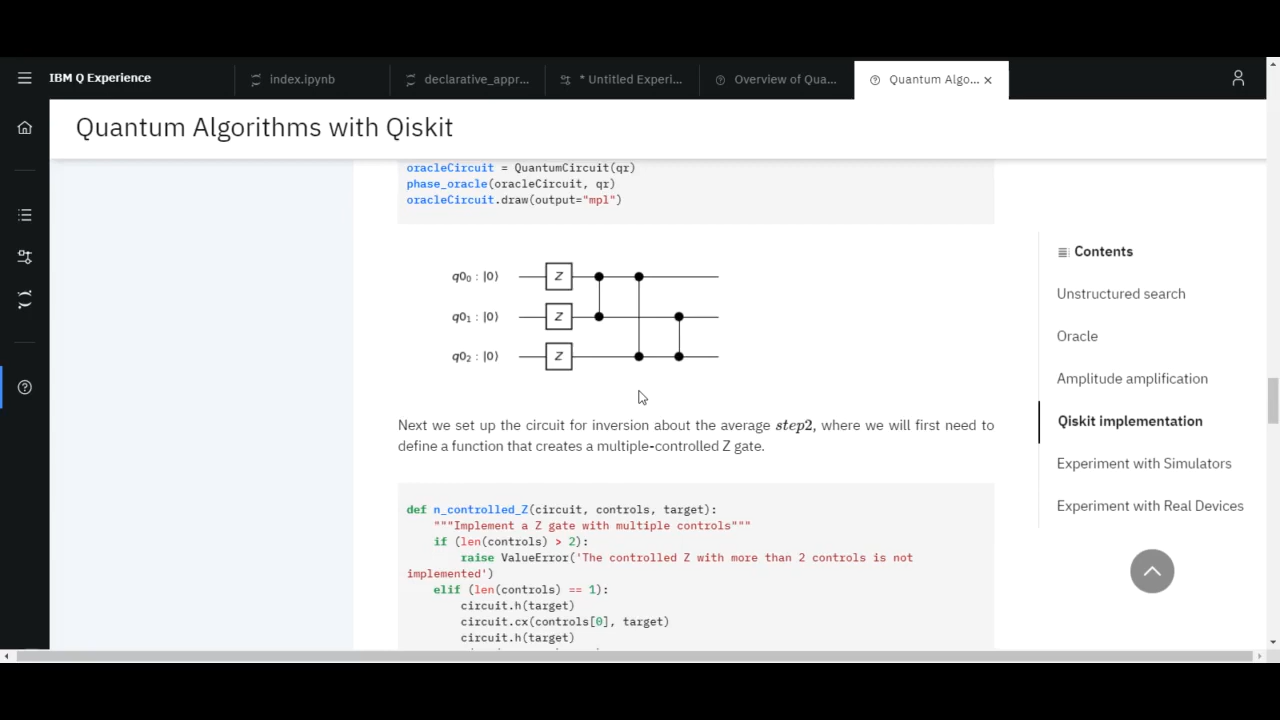 IBM Q Experience
index.ipynb
declarative_appr...
* Untitled Experi...
Overview of Qua...
Quantum Algo...
Quantum Algorithms with Qiskit
oracleCircuit = QuantumCircuit(qr)
phase_oracle(oracleCircuit, qr)
oracleCircuit.draw(output="mpl")
q0₀ : |0⟩ Z
q0₁ : |0⟩ Z
q0₂ : |0⟩ Z
Next we set up the circuit for inversion about the average step2, where we will first need to
define a function that creates a multiple-controlled Z gate.
def n_controlled_Z(circuit, controls, target):
"""Implement a Z gate with multiple controls"""
if (len(controls) > 2):
raise ValueError('The controlled Z with more than 2 controls is not
implemented')
elif (len(controls) == 1):
circuit.h(target)
circuit.cx(controls[0], target)
circuit.h(target)
Contents
Unstructured search
Oracle
Amplitude amplification
Qiskit implementation
Experiment with Simulators
Experiment with Real Devices